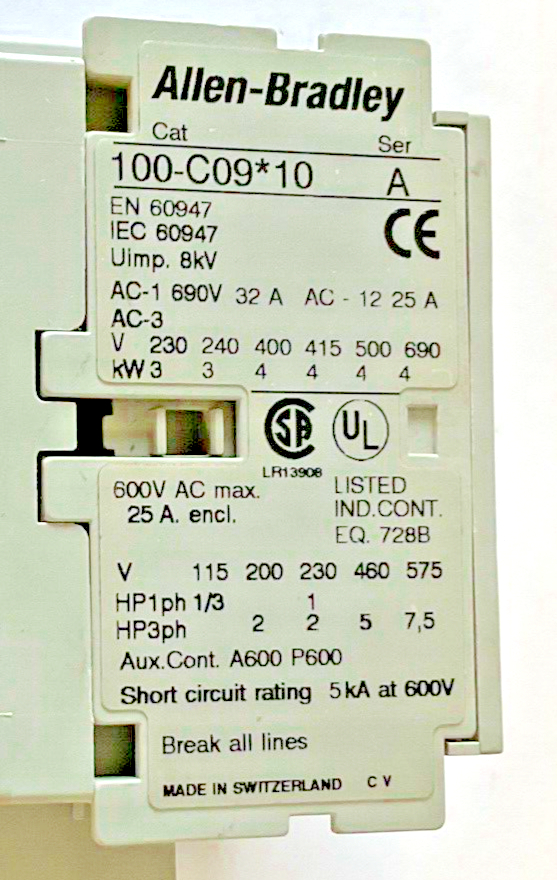 Allen-Bradley
Cat Ser
100-C09*10 A
EN 60947
IEC 60947
CE
Uimp. 8kV
AC-1 690V 32 A AC - 12 25 A
AC-3
V 230 240 400 415 500 690
kW 3 3 4 4 4 4
SA UL
LR13908
600V AC max. LISTED
25 A. encl. IND.CONT.
EQ. 728B
V 115 200 230 460 575
HP1ph 1/3 1
HP3ph 2 2 5 7,5
Aux.Cont. A600 P600
Short circuit rating 5 kA at 600V
Break all lines
MADE IN SWITZERLAND C V